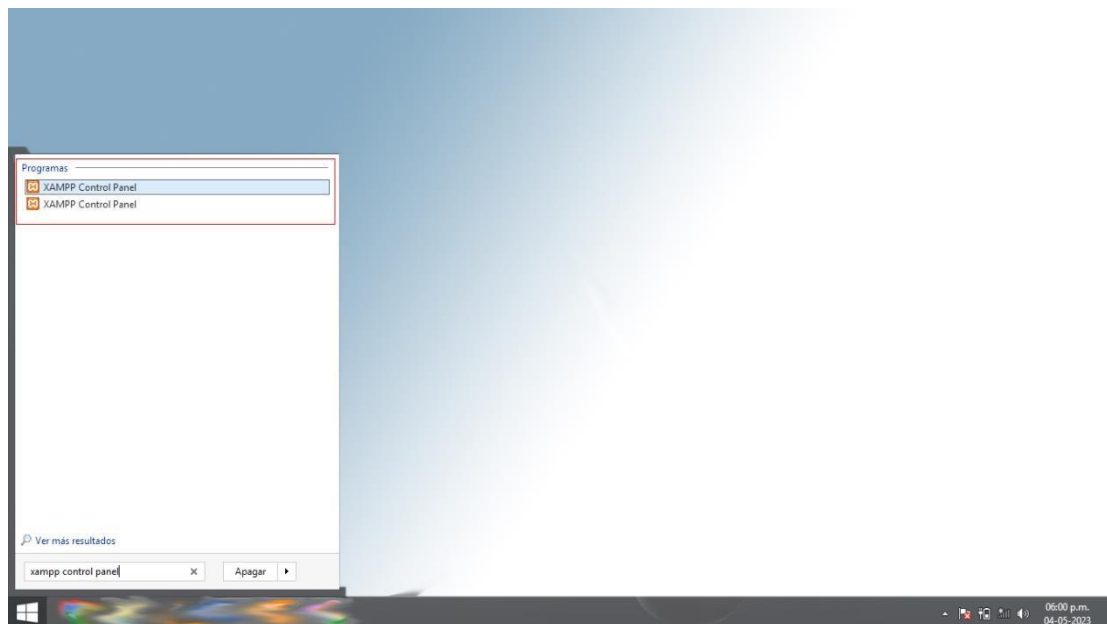 Programas
XAMPP Control Panel
XAMPP Control Panel
Ver más resultados
xampp control panel
Apagar
06:00 p.m.
04-05-2023